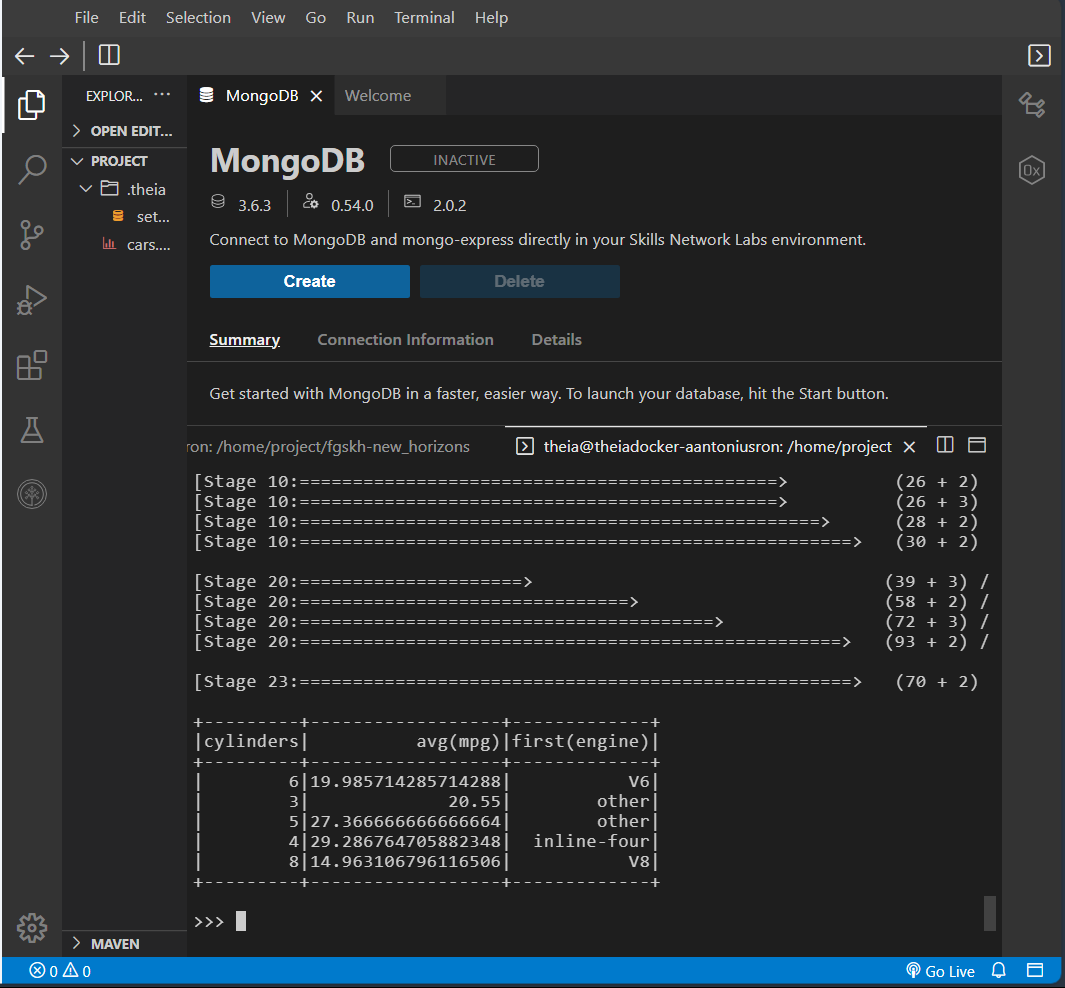 File Edit Selection View Go Run Terminal Help
EXPLOR... ···
MongoDB Welcome
OPEN EDIT...
PROJECT
.theia
set...
cars....
MAVEN
MongoDB INACTIVE
3.6.3 0.54.0 2.0.2
Connect to MongoDB and mongo-express directly in your Skills Network Labs environment.
Create Delete
Summary Connection Information Details
Get started with MongoDB in a faster, easier way. To launch your database, hit the Start button.
ron: /home/project/fgskh-new_horizons theia@theiadocker-aantoniusron: /home/project
[Stage 10:=============================================> (26 + 2)
[Stage 10:=============================================> (26 + 3)
[Stage 10:=================================================> (28 + 2)
[Stage 10:====================================================> (30 + 2)
[Stage 20:=====================> (39 + 3) /
[Stage 20:===============================> (58 + 2) /
[Stage 20:=======================================> (72 + 3) /
[Stage 20:===================================================> (93 + 2) /
[Stage 23:====================================================> (70 + 2)
+---------+------------------+-------------+
|cylinders|          avg(mpg)|first(engine)|
+---------+------------------+-------------+
|        6|19.985714285714288|           V6|
|        3|             20.55|        other|
|        5|27.366666666666664|        other|
|        4|29.286764705882348|  inline-four|
|        8|14.963106796116506|           V8|
+---------+------------------+-------------+
>>>
0 0 Go Live